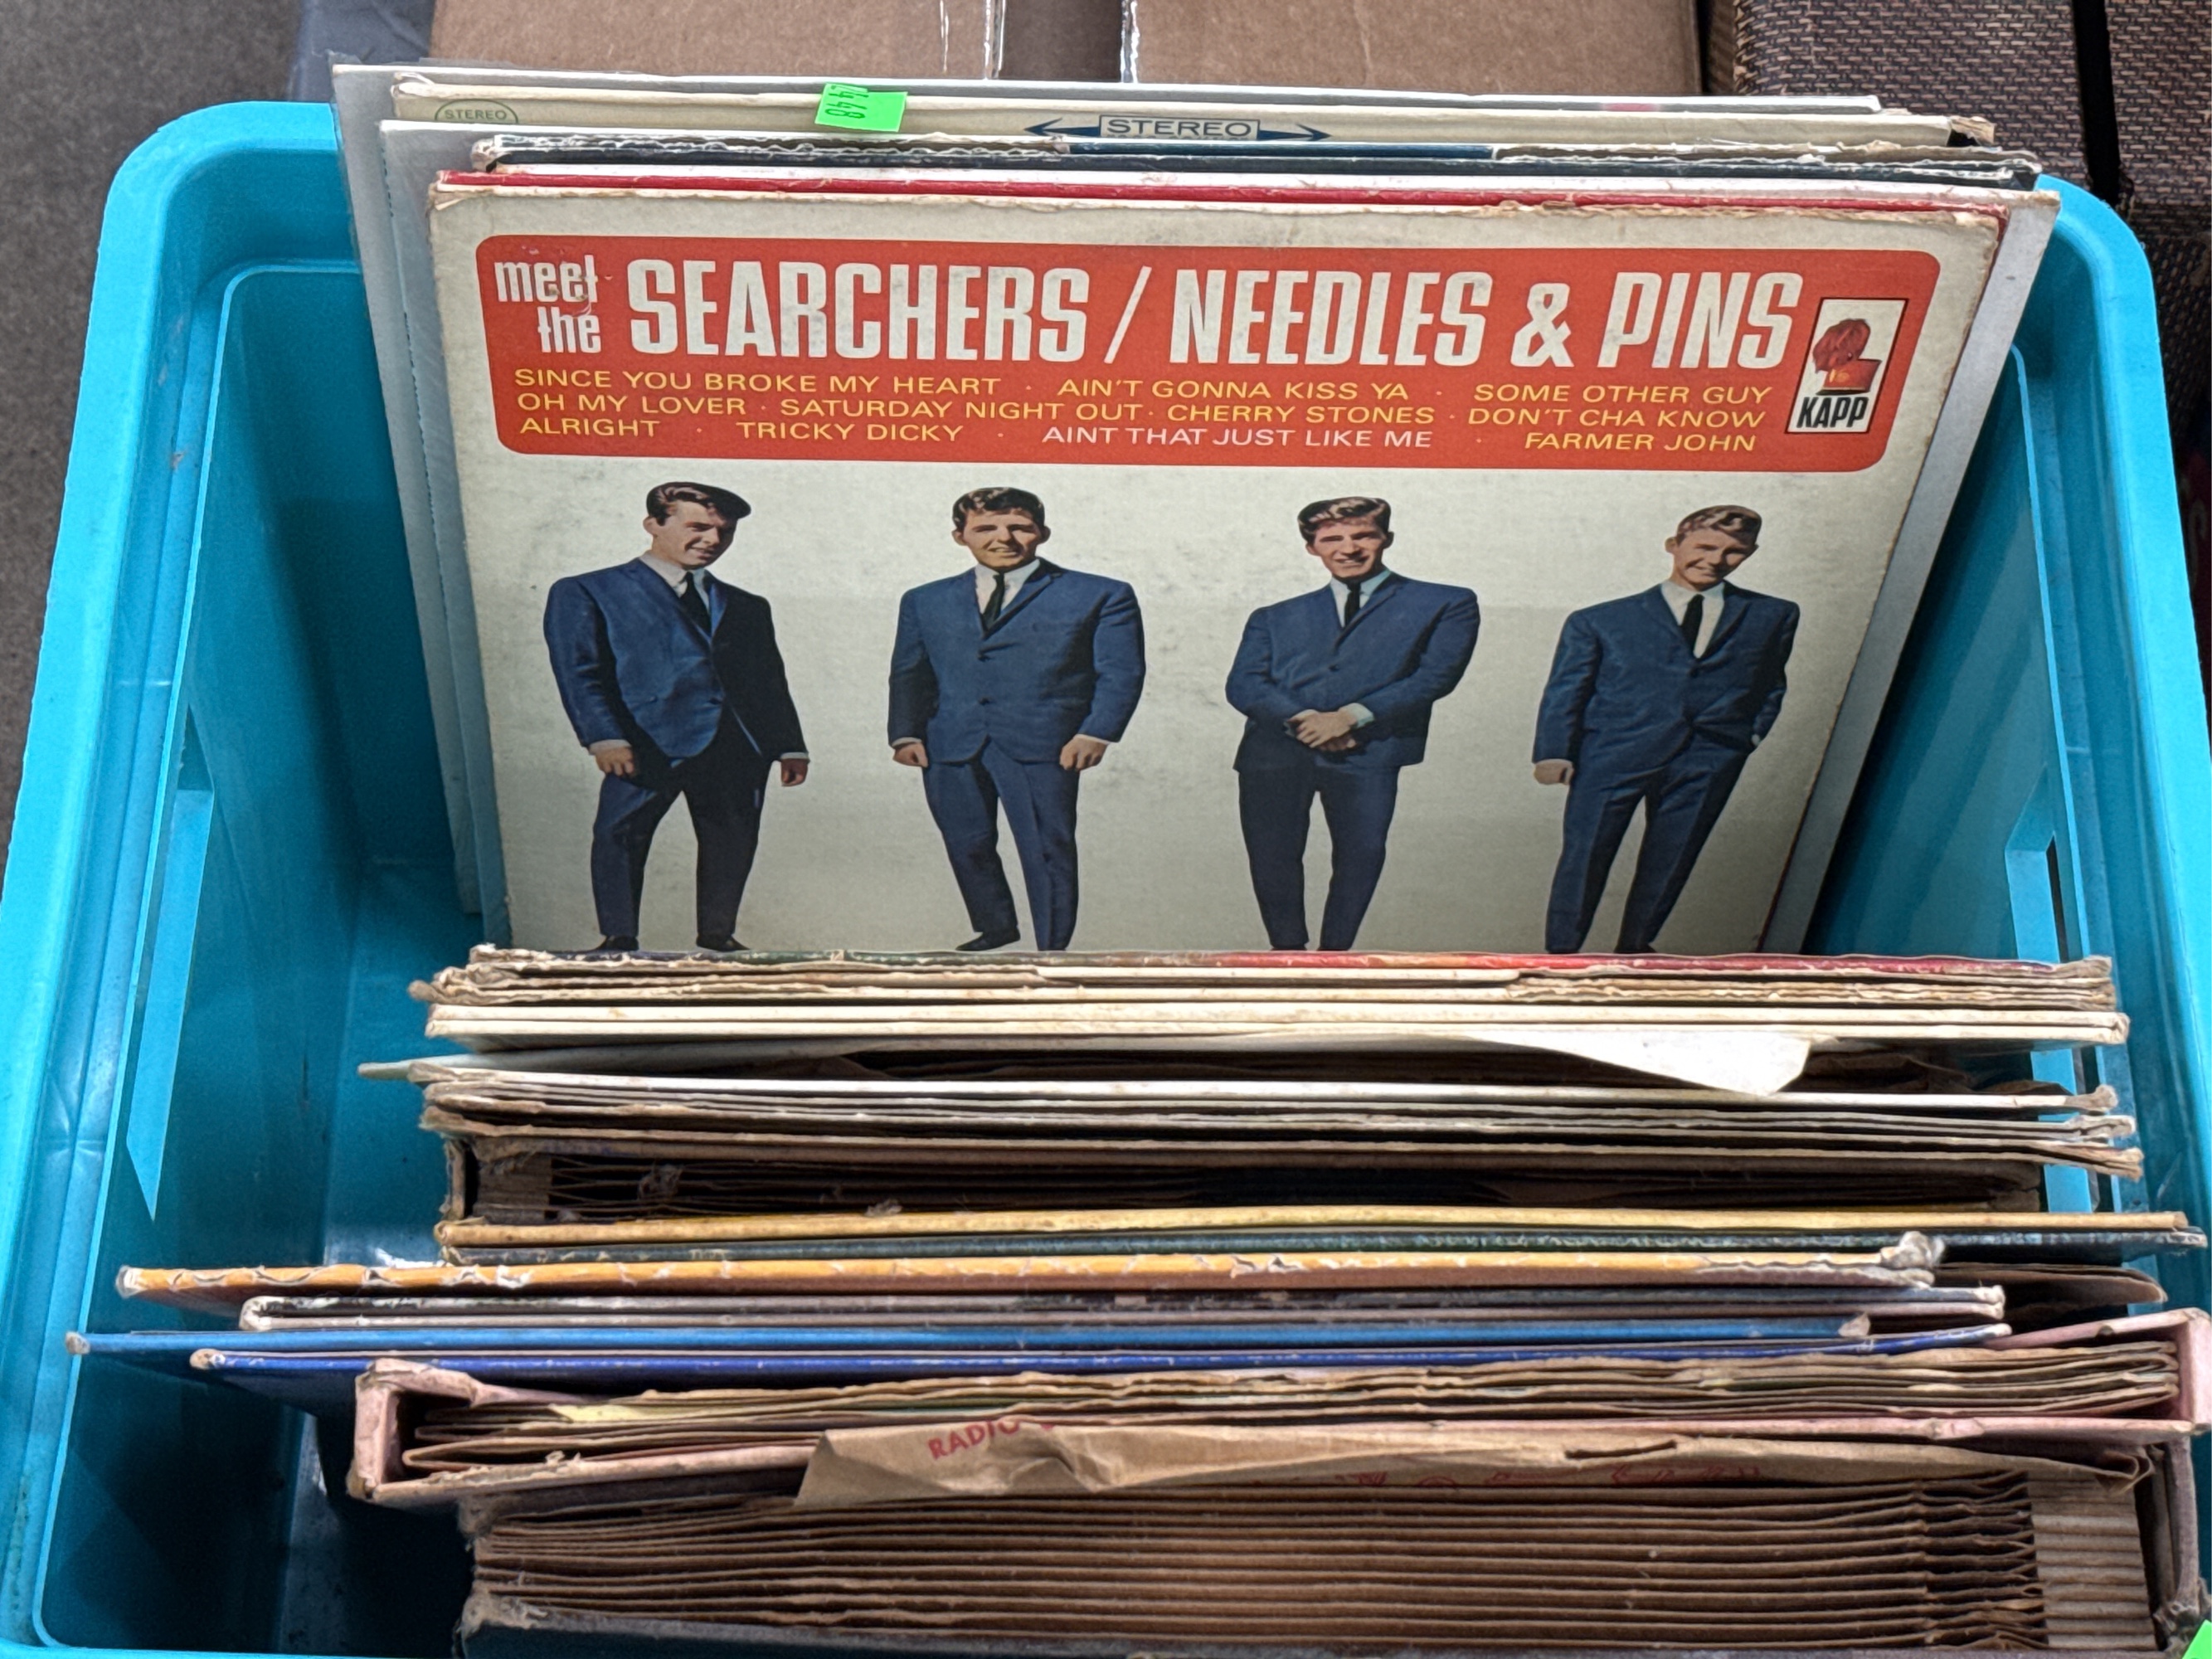 STEREO
448
STEREO
meet
the SEARCHERS / NEEDLES & PINS
SINCE YOU BROKE MY HEART · AIN'T GONNA KISS YA · SOME OTHER GUY
OH MY LOVER · SATURDAY NIGHT OUT · CHERRY STONES · DON'T CHA KNOW
ALRIGHT · TRICKY DICKY · AINT THAT JUST LIKE ME · FARMER JOHN
KAPP
RADIO